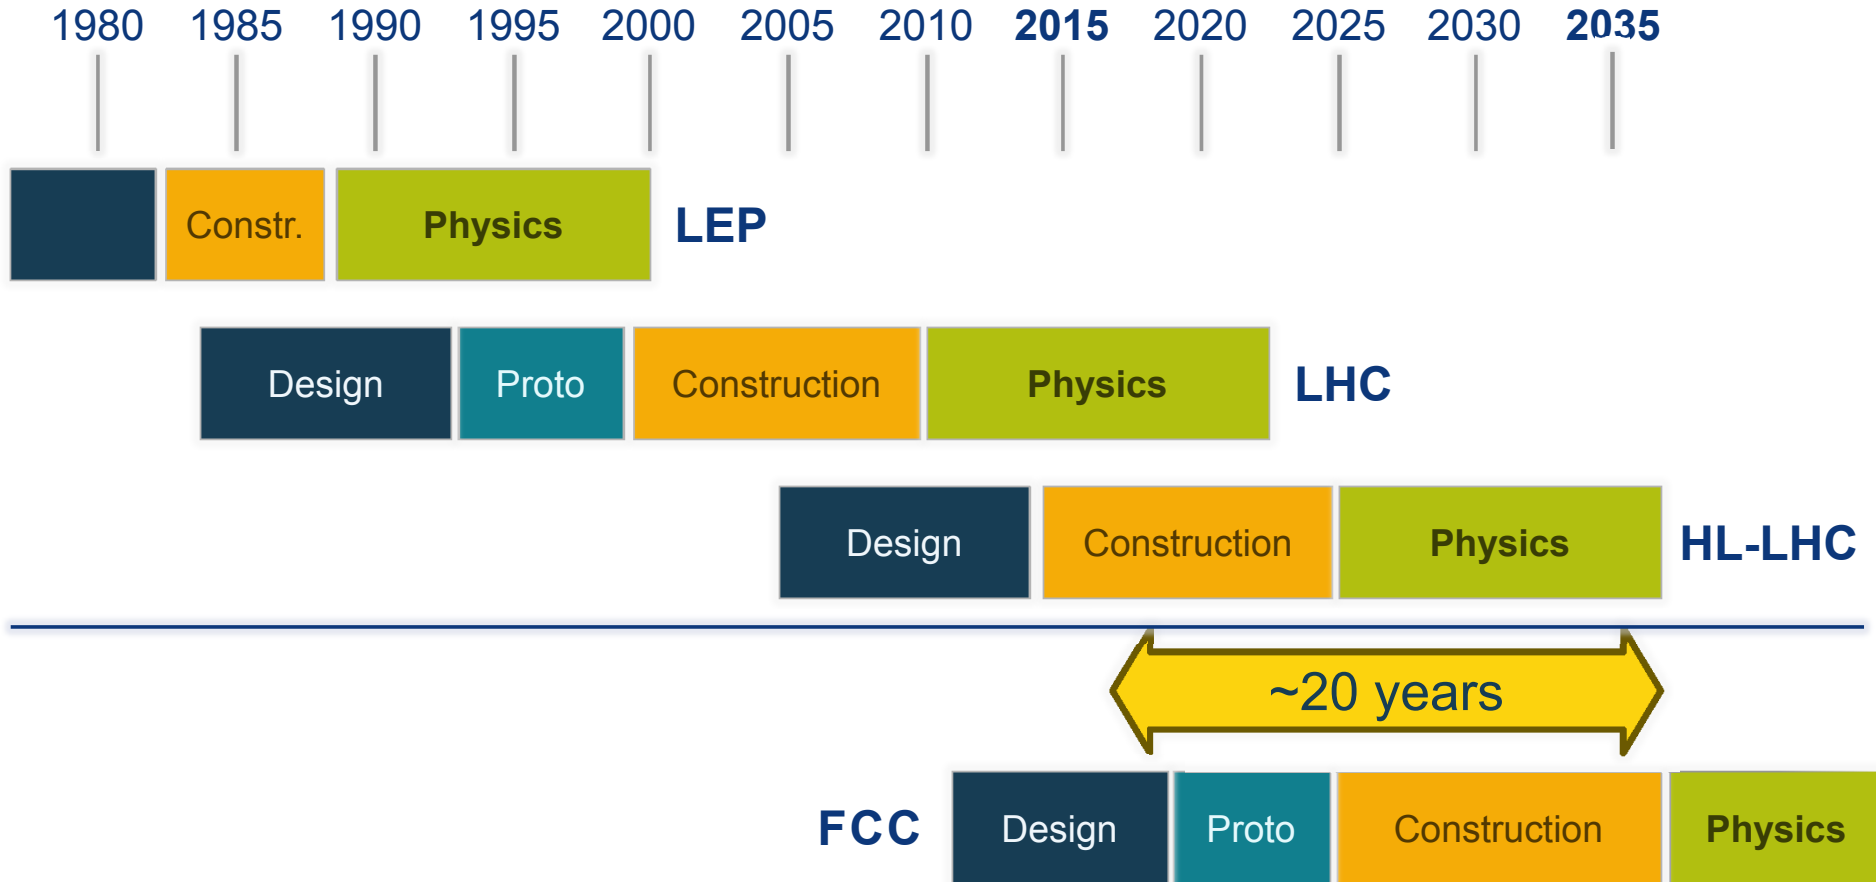 1980 1985 1990 1995 2000 2005 2010 2015 2020 2025 2030 2035
Constr. Physics LEP
Design Proto Construction Physics LHC
Design Construction Physics HL-LHC
~20 years
FCC Design Proto Construction Physics